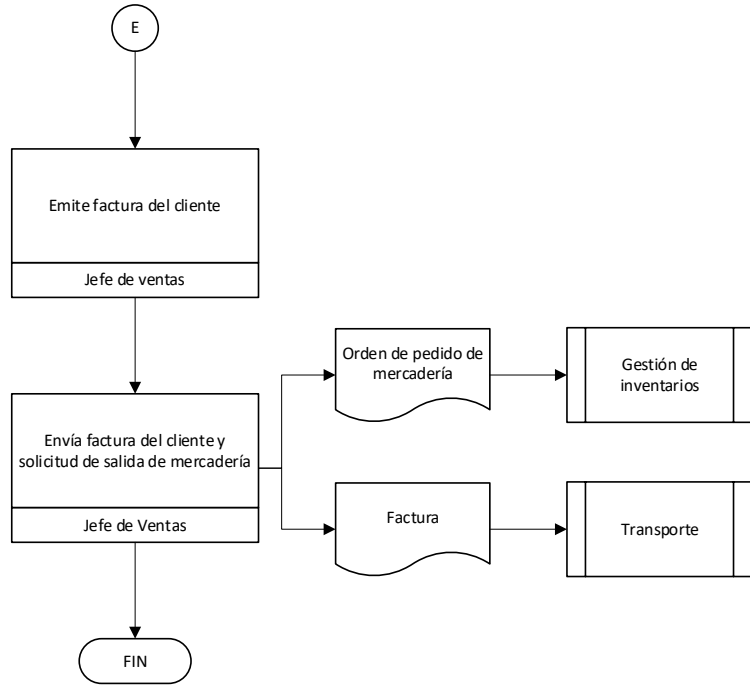 E
Emite factura del cliente
Jefe de ventas
Orden de pedido de
mercadería
Gestión de
inventarios
Envía factura del cliente y
solicitud de salida de mercadería
Jefe de Ventas
Factura
Transporte
FIN